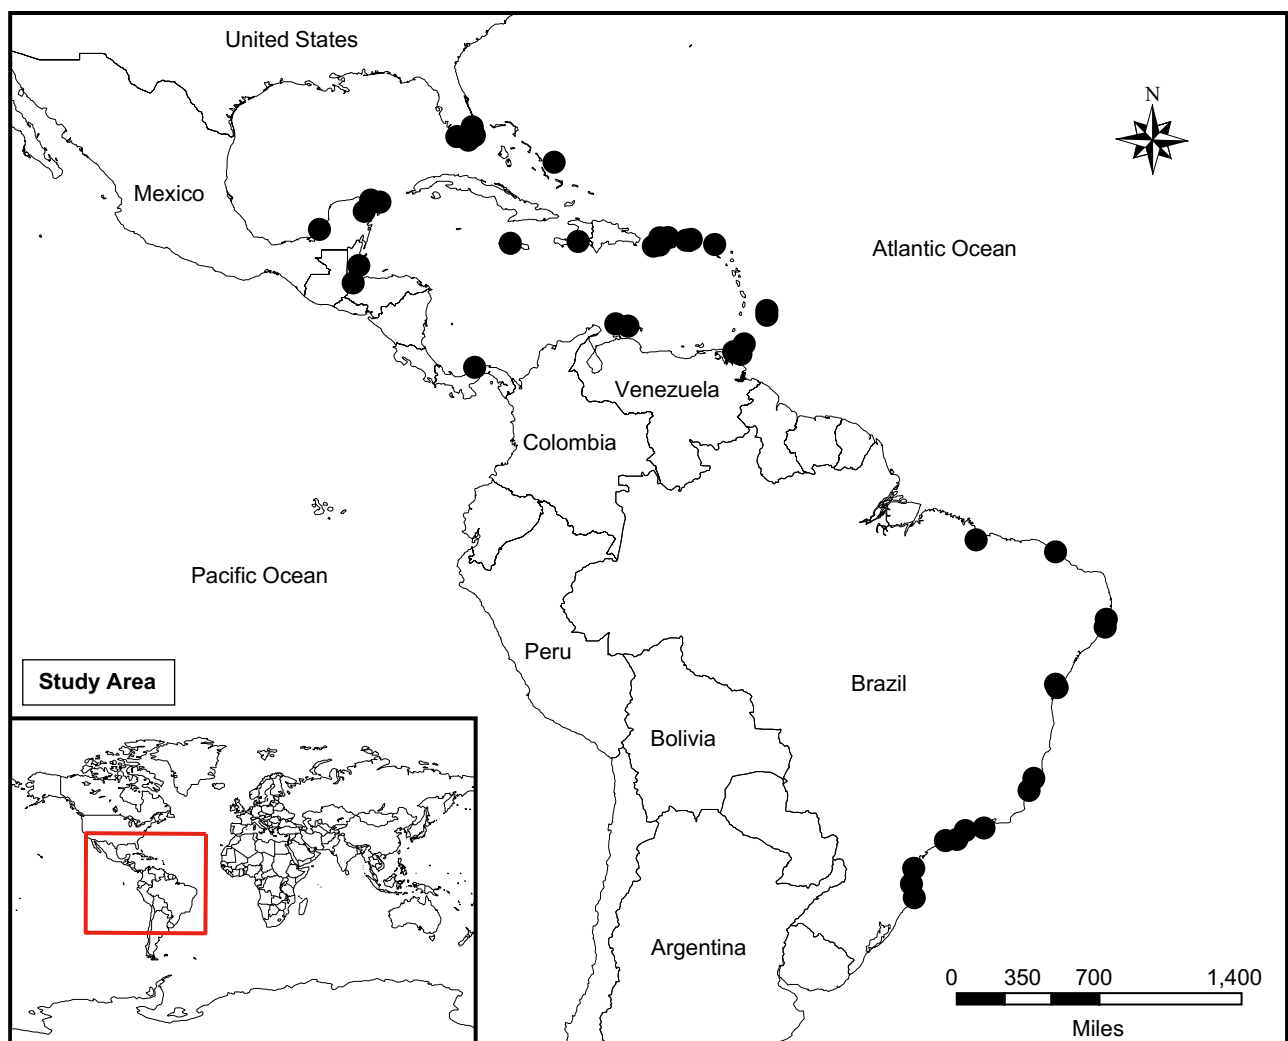 United States
N
Mexico
Atlantic Ocean
Venezuela
Colombia
Pacific Ocean
Peru
Study Area
Brazil
Bolivia
Argentina
0 350 700 1,400
Miles